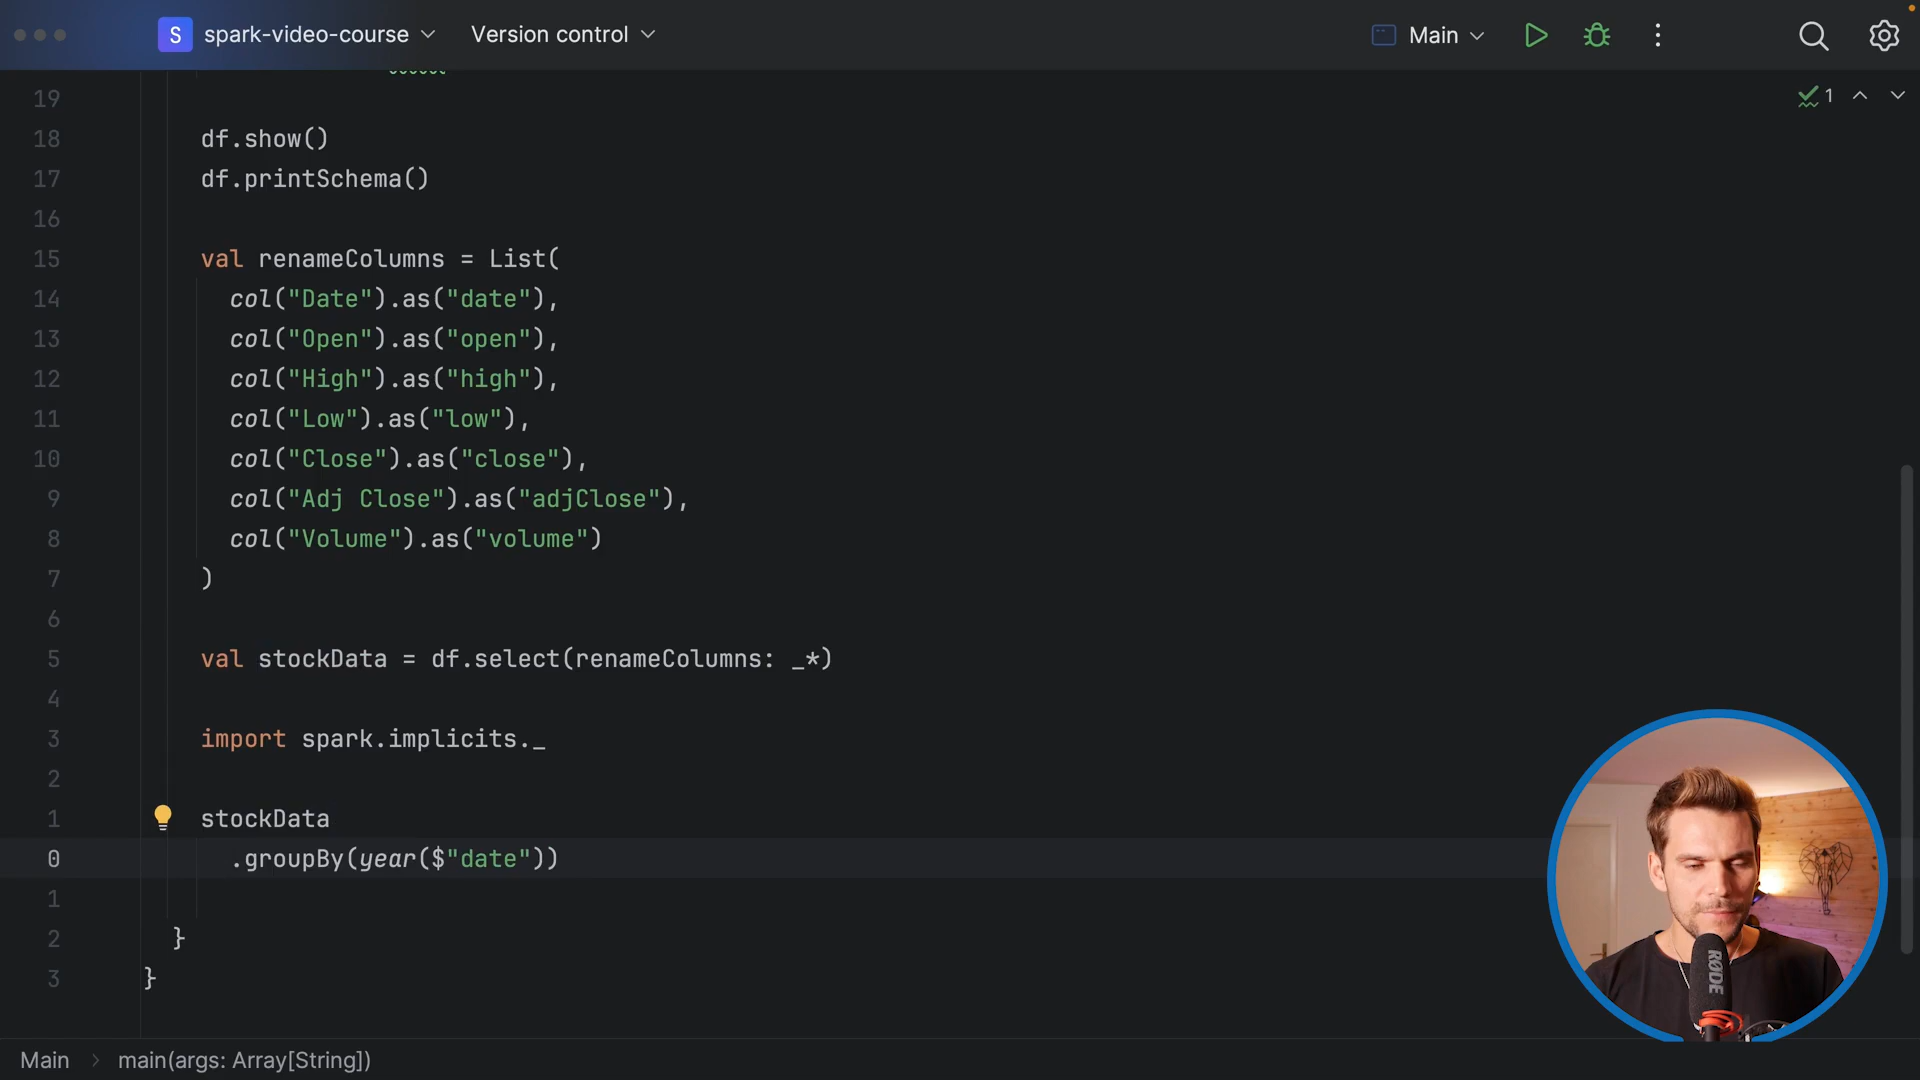 S spark-video-course Version control Main
1
19
18 df.show()
17 df.printSchema()
16
15 val renameColumns = List(
14 col("Date").as("date"),
13 col("Open").as("open"),
12 col("High").as("high"),
11 col("Low").as("low"),
10 col("Close").as("close"),
9 col("Adj Close").as("adjClose"),
8 col("Volume").as("volume")
7 )
6
5 val stockData = df.select(renameColumns: _*)
4
3 import spark.implicits._
2
1 stockData
0 .groupBy(year($"date"))
1
2 }
3 }
RØDE
Main > main(args: Array[String])